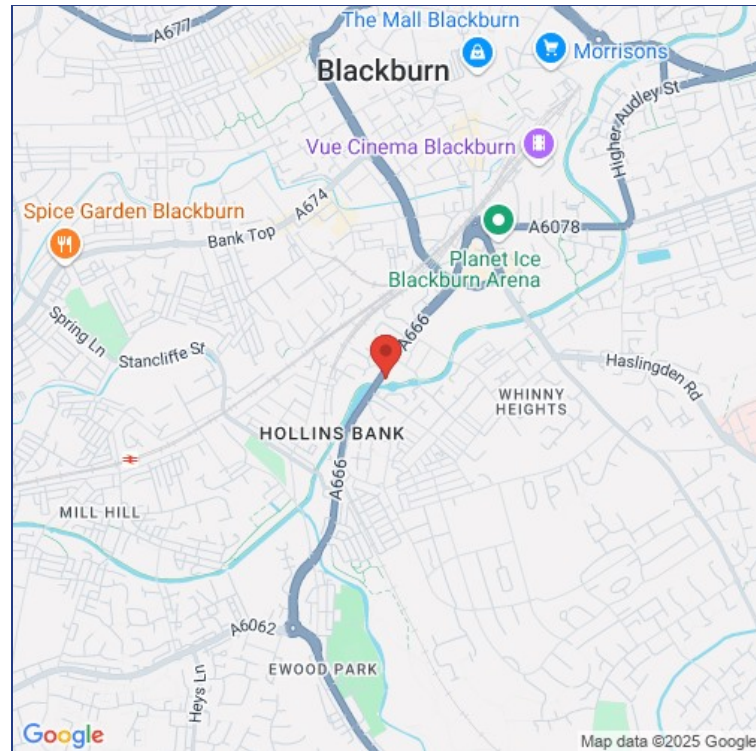 A677
The Mall Blackburn
Morrisons
Blackburn
Higher Audley St
Vue Cinema Blackburn
A674
Spice Garden Blackburn
Bank Top
A6078
Planet Ice
Blackburn Arena
Spring Ln
Stancliffe St
A666
Haslingden Rd
WHINNY
HEIGHTS
HOLLINS BANK
A666
MILL HILL
A6062
EWOOD PARK
Heys Ln
Google
Map data ©2025 Google